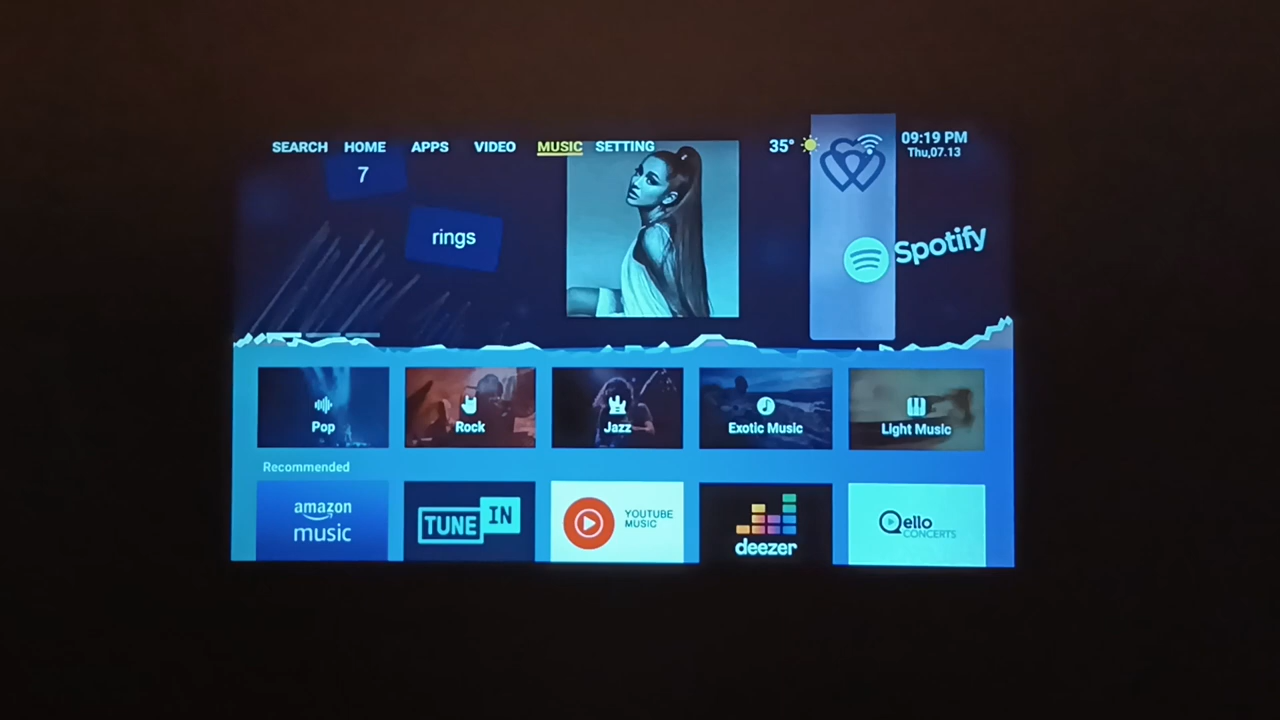 SEARCH HOME APPS VIDEO MUSIC SETTING 35° 09:19 PM
Thu,07.13
7
rings
Spotify
Pop Rock Jazz Exotic Music Light Music
Recommended
amazon
music
TUNE IN
YOUTUBE
MUSIC
deezer
Qello
CONCERTS